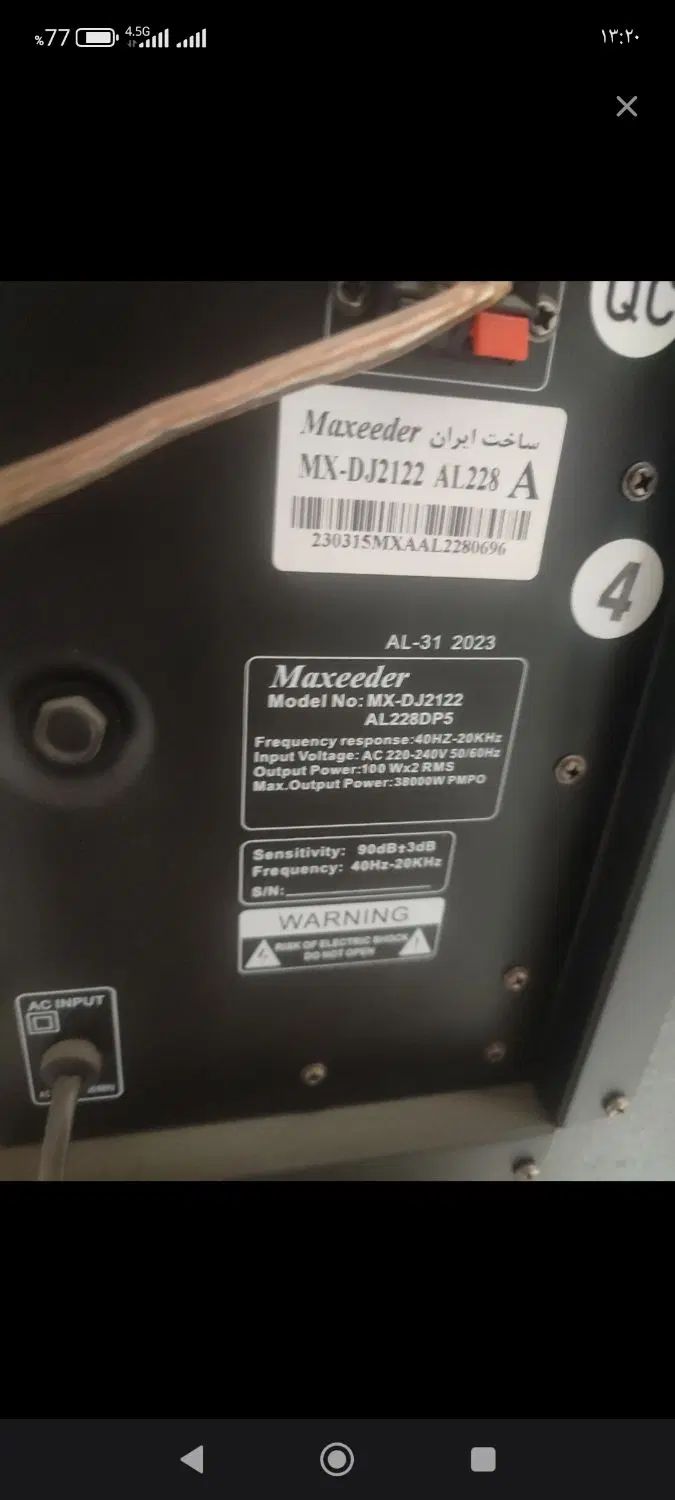 %77 4.5G ۱۳:۲۰
QC
Maxeeder ساخت ایران
MX-DJ2122 AL228 A
230315MXAAL2280696
4
AL-31 2023
Maxeeder
Model No: MX-DJ2122
AL228DP5
Frequency response:40HZ-20KHz
Input Voltage: AC 220-240V 50/60Hz
Output Power:100 Wx2 RMS
Max.Output Power:38000W PMPO
Sensitivity: 90dB±3dB
Frequency: 40Hz-20KHz
S/N:
WARNING
RISK OF ELECTRIC SHOCK
DO NOT OPEN
AC INPUT